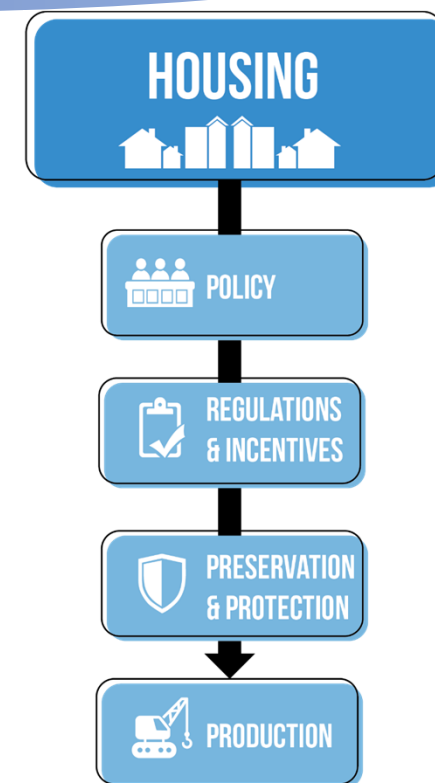 HOUSING
POLICY
REGULATIONS
& INCENTIVES
PRESERVATION
& PROTECTION
PRODUCTION